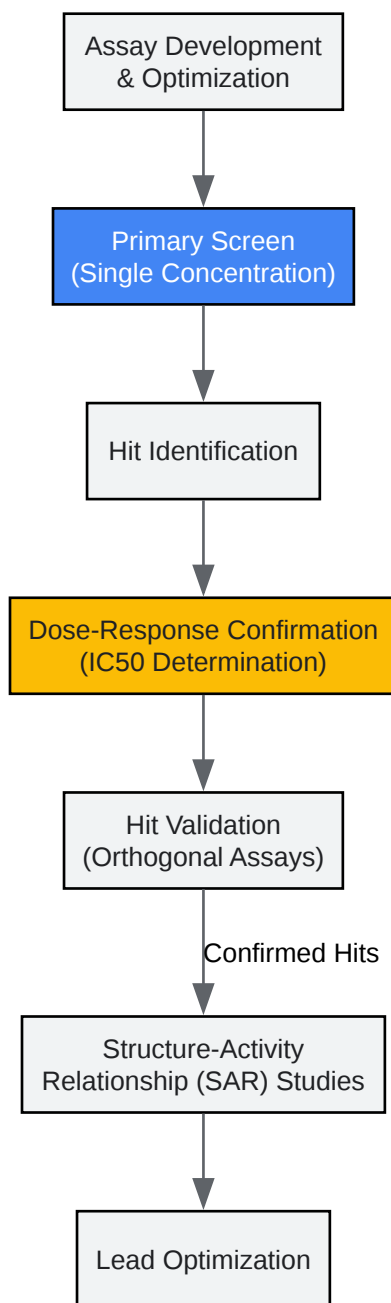 Assay Development
& Optimization
Primary Screen
(Single Concentration)
Hit Identification
Dose-Response Confirmation
(IC50 Determination)
Hit Validation
(Orthogonal Assays)
Confirmed Hits
Structure-Activity
Relationship (SAR) Studies
Lead Optimization